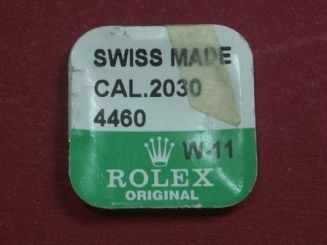 SWISS MADE
CAL.2030
4460
W-11
ROLEX
ORIGINAL